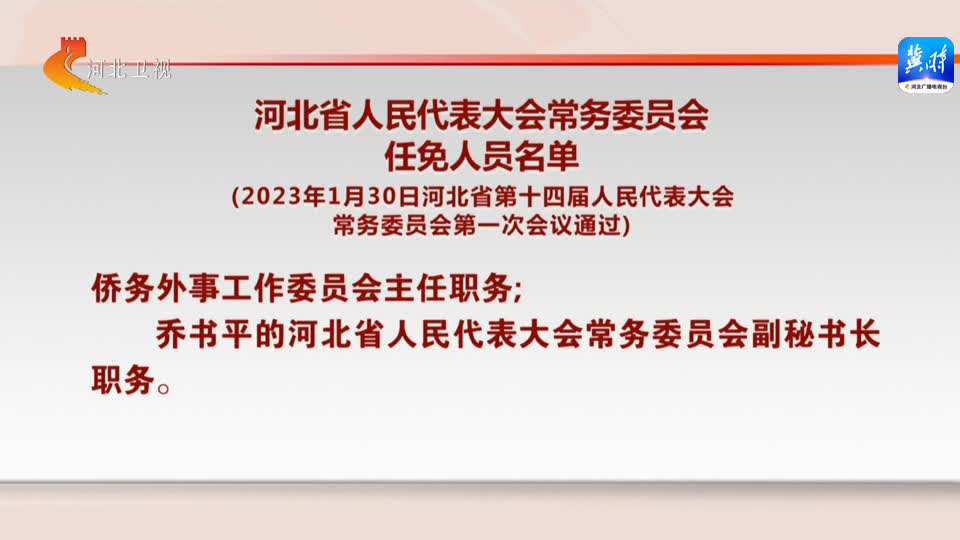 河北卫视
冀时
河北广播电视台
河北省人民代表大会常务委员会
任免人员名单
(2023年1月30日河北省第十四届人民代表大会
常务委员会第一次会议通过)
侨务外事工作委员会主任职务;
乔书平的河北省人民代表大会常务委员会副秘书长
职务。